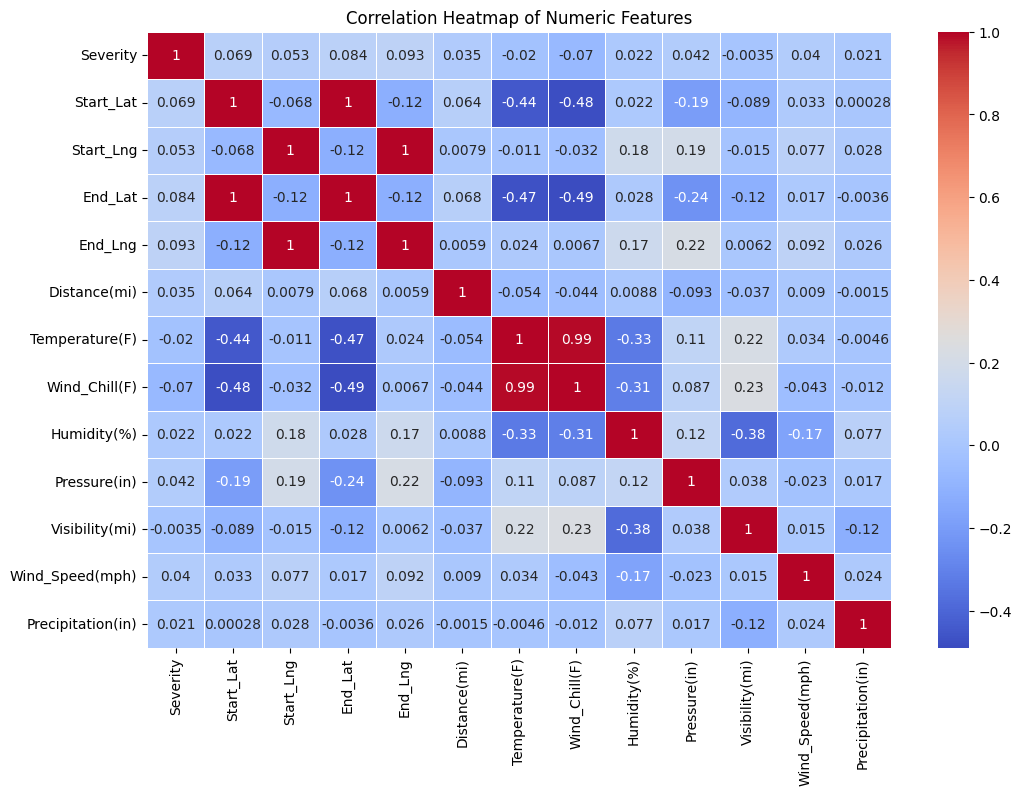 Correlation Heatmap of Numeric Features
Severity 1 0.069 0.053 0.084 0.093 0.035 -0.02 -0.07 0.022 0.042 -0.0035 0.04 0.021
Start_Lat 0.069 1 -0.068 1 -0.12 0.064 -0.44 -0.48 0.022 -0.19 -0.089 0.033 0.00028
Start_Lng 0.053 -0.068 1 -0.12 1 0.0079 -0.011 -0.032 0.18 0.19 -0.015 0.077 0.028
End_Lat 0.084 1 -0.12 1 -0.12 0.068 -0.47 -0.49 0.028 -0.24 -0.12 0.017 -0.0036
End_Lng 0.093 -0.12 1 -0.12 1 0.0059 0.024 0.0067 0.17 0.22 0.0062 0.092 0.026
Distance(mi) 0.035 0.064 0.0079 0.068 0.0059 1 -0.054 -0.044 0.0088 -0.093 -0.037 0.009 -0.0015
Temperature(F) -0.02 -0.44 -0.011 -0.47 0.024 -0.054 1 0.99 -0.33 0.11 0.22 0.034 -0.0046
Wind_Chill(F) -0.07 -0.48 -0.032 -0.49 0.0067 -0.044 0.99 1 -0.31 0.087 0.23 -0.043 -0.012
Humidity(%) 0.022 0.022 0.18 0.028 0.17 0.0088 -0.33 -0.31 1 0.12 -0.38 -0.17 0.077
Pressure(in) 0.042 -0.19 0.19 -0.24 0.22 -0.093 0.11 0.087 0.12 1 0.038 -0.023 0.017
Visibility(mi) -0.0035 -0.089 -0.015 -0.12 0.0062 -0.037 0.22 0.23 -0.38 0.038 1 0.015 -0.12
Wind_Speed(mph) 0.04 0.033 0.077 0.017 0.092 0.009 0.034 -0.043 -0.17 -0.023 0.015 1 0.024
Precipitation(in) 0.021 0.00028 0.028 -0.0036 0.026 -0.0015 -0.0046 -0.012 0.077 0.017 -0.12 0.024 1
Severity
Start_Lat
Start_Lng
End_Lat
End_Lng
Distance(mi)
Temperature(F)
Wind_Chill(F)
Humidity(%)
Pressure(in)
Visibility(mi)
Wind_Speed(mph)
Precipitation(in)
1.0
0.8
0.6
0.4
0.2
0.0
−0.2
−0.4